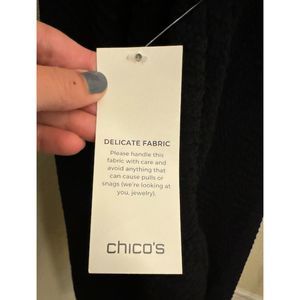 DELICATE FABRIC
Please handle this
fabric with care and
avoid anything that
can cause pulls or
snags (we're looking
at you, jewelry).
chico's